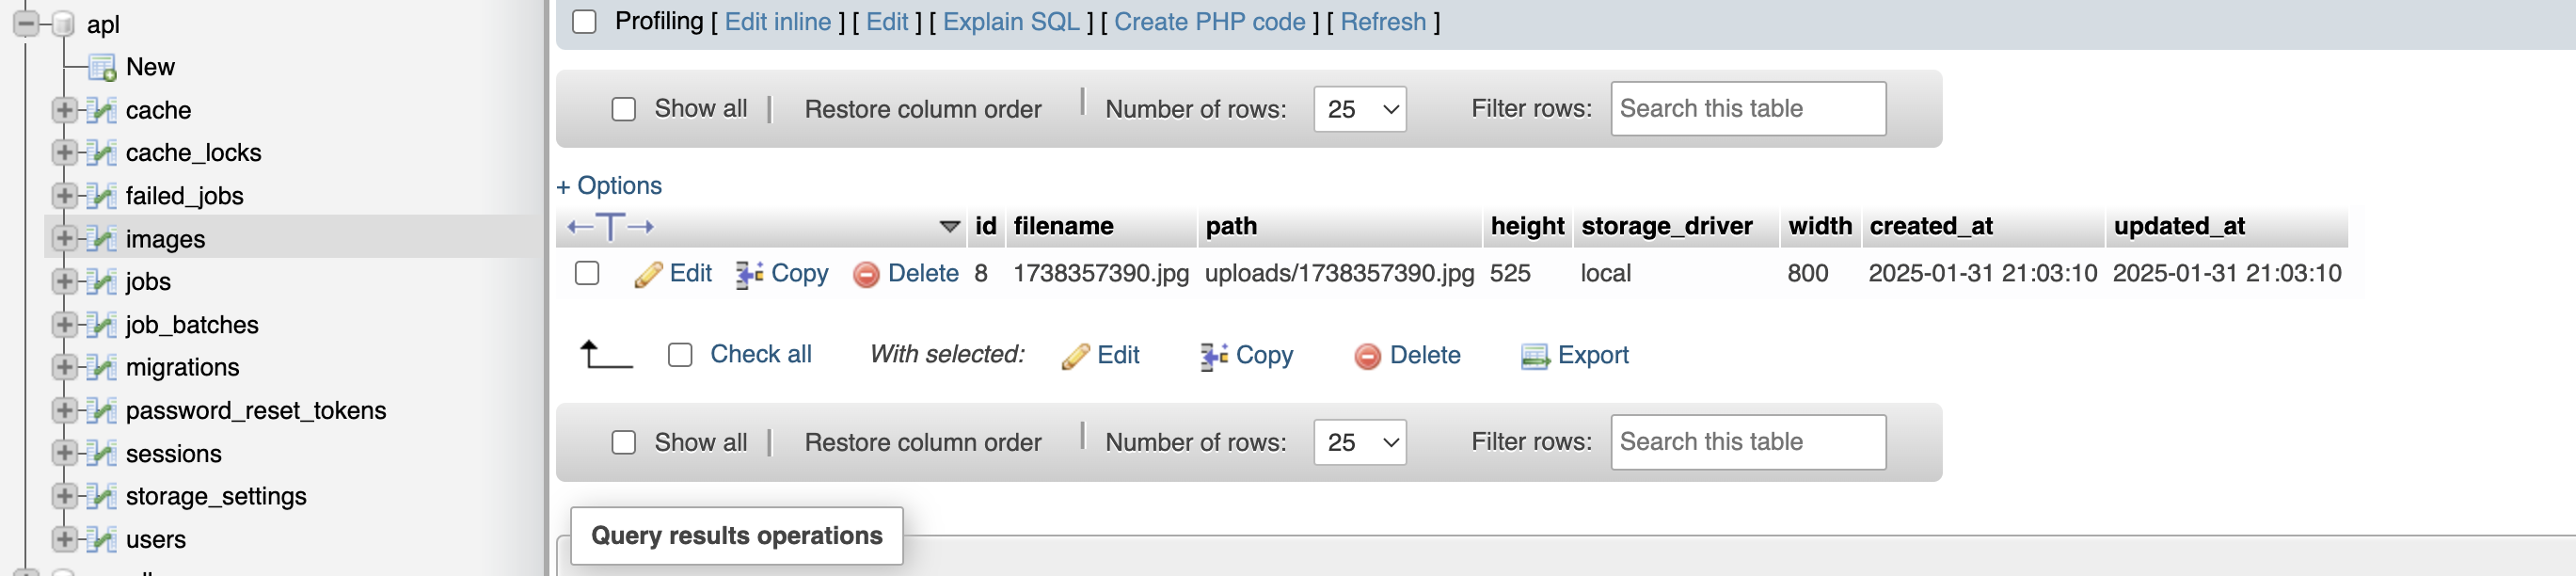 apl
New
cache
cache_locks
failed_jobs
images
jobs
job_batches
migrations
password_reset_tokens
sessions
storage_settings
users
Profiling [ Edit inline ] [ Edit ] [ Explain SQL ] [ Create PHP code ] [ Refresh ]
Show all | Restore column order | Number of rows: 25 Filter rows: Search this table
+ Options
←T→ id filename path height storage_driver width created_at updated_at
Edit Copy Delete 8 1738357390.jpg uploads/1738357390.jpg 525 local 800 2025-01-31 21:03:10 2025-01-31 21:03:10
Check all With selected: Edit Copy Delete Export
Show all | Restore column order | Number of rows: 25 Filter rows: Search this table
Query results operations